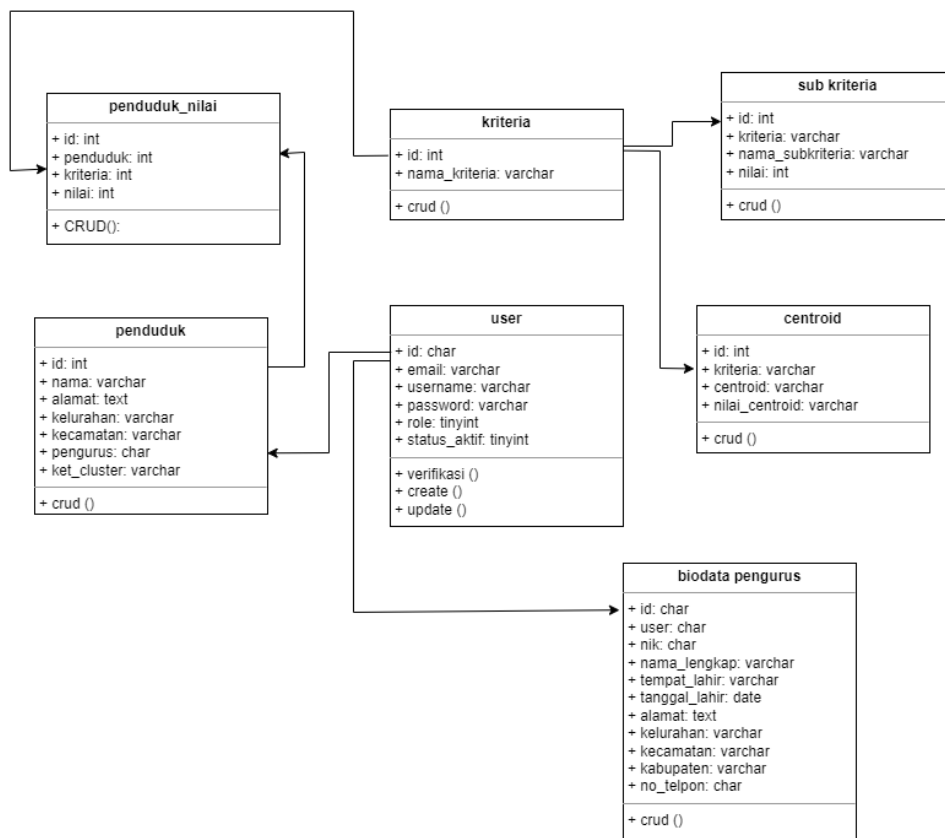 penduduk_nilai
+ id: int
+ penduduk: int
+ kriteria: int
+ nilai: int
+ CRUD():
kriteria
+ id: int
+ nama_kriteria: varchar
+ crud ()
sub kriteria
+ id: int
+ kriteria: varchar
+ nama_subkriteria: varchar
+ nilai: int
+ crud ()
penduduk
+ id: int
+ nama: varchar
+ alamat: text
+ kelurahan: varchar
+ kecamatan: varchar
+ pengurus: char
+ ket_cluster: varchar
+ crud ()
user
+ id: char
+ email: varchar
+ username: varchar
+ password: varchar
+ role: tinyint
+ status_aktif: tinyint
+ verifikasi ()
+ create ()
+ update ()
centroid
+ id: int
+ kriteria: varchar
+ centroid: varchar
+ nilai_centroid: varchar
+ crud ()
biodata pengurus
+ id: char
+ user: char
+ nik: char
+ nama_lengkap: varchar
+ tempat_lahir: varchar
+ tanggal_lahir: date
+ alamat: text
+ kelurahan: varchar
+ kecamatan: varchar
+ kabupaten: varchar
+ no_telpon: char
+ crud ()